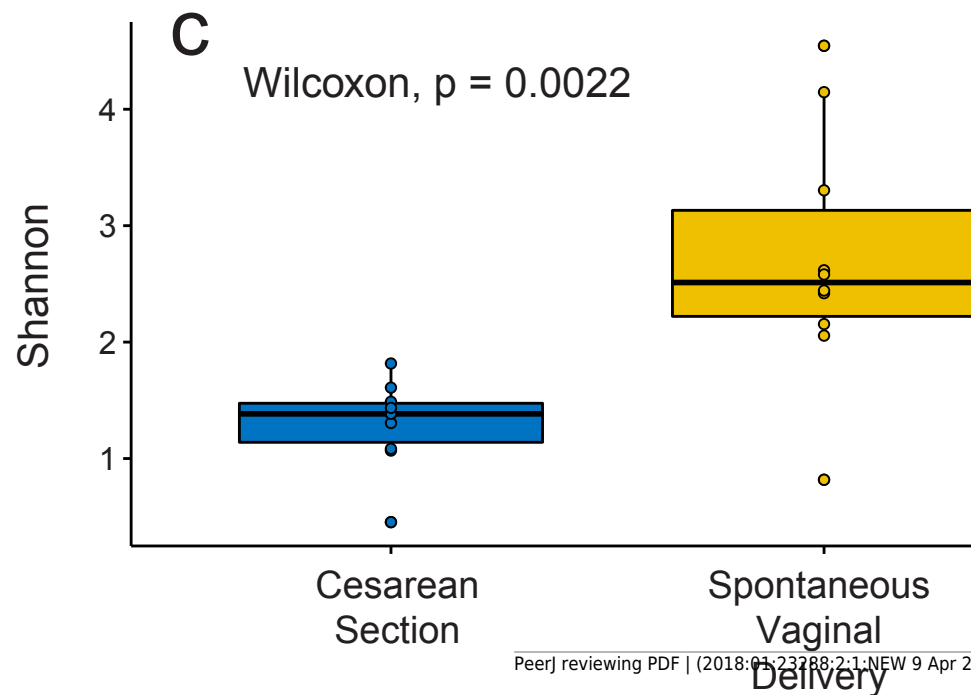 C
Wilcoxon, p = 0.0022
4
3
2
1
Shannon
Cesarean
Section
Spontaneous
Vaginal
Delivery
PeerJ reviewing PDF | (2018:01:23288:2:1:NEW 9 Apr 2